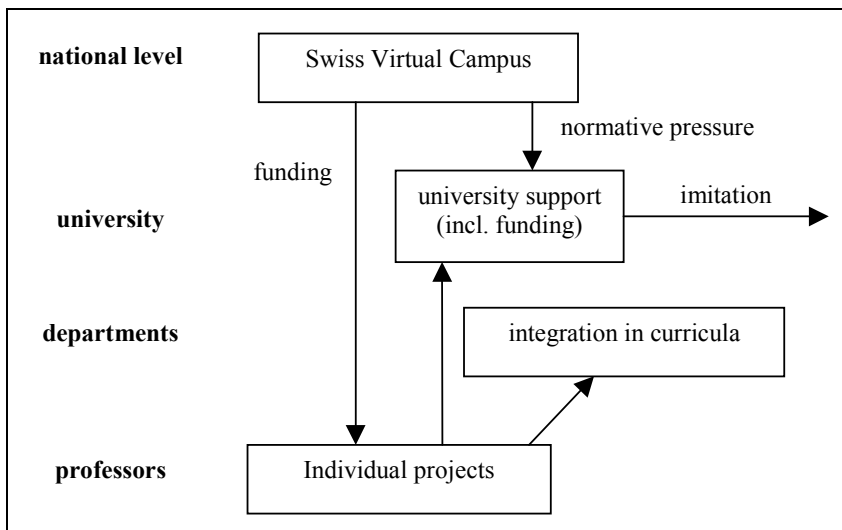 national level
Swiss Virtual Campus
normative pressure
funding
university support
(incl. funding)
imitation
university
departments
integration in curricula
professors
Individual projects